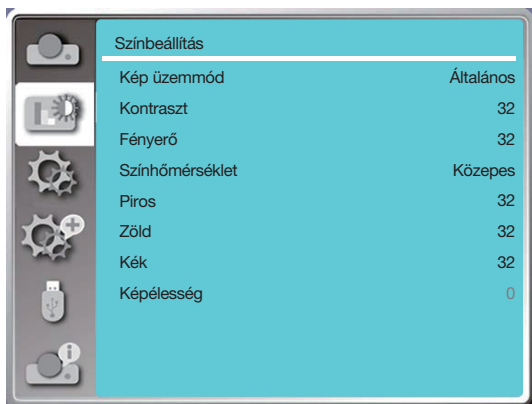 Színbeállítás
Kép üzemmód Általános
Kontraszt 32
Fényerő 32
Színhőmérséklet Közepes
Piros 32
Zöld 32
Kék 32
Képélesség 0